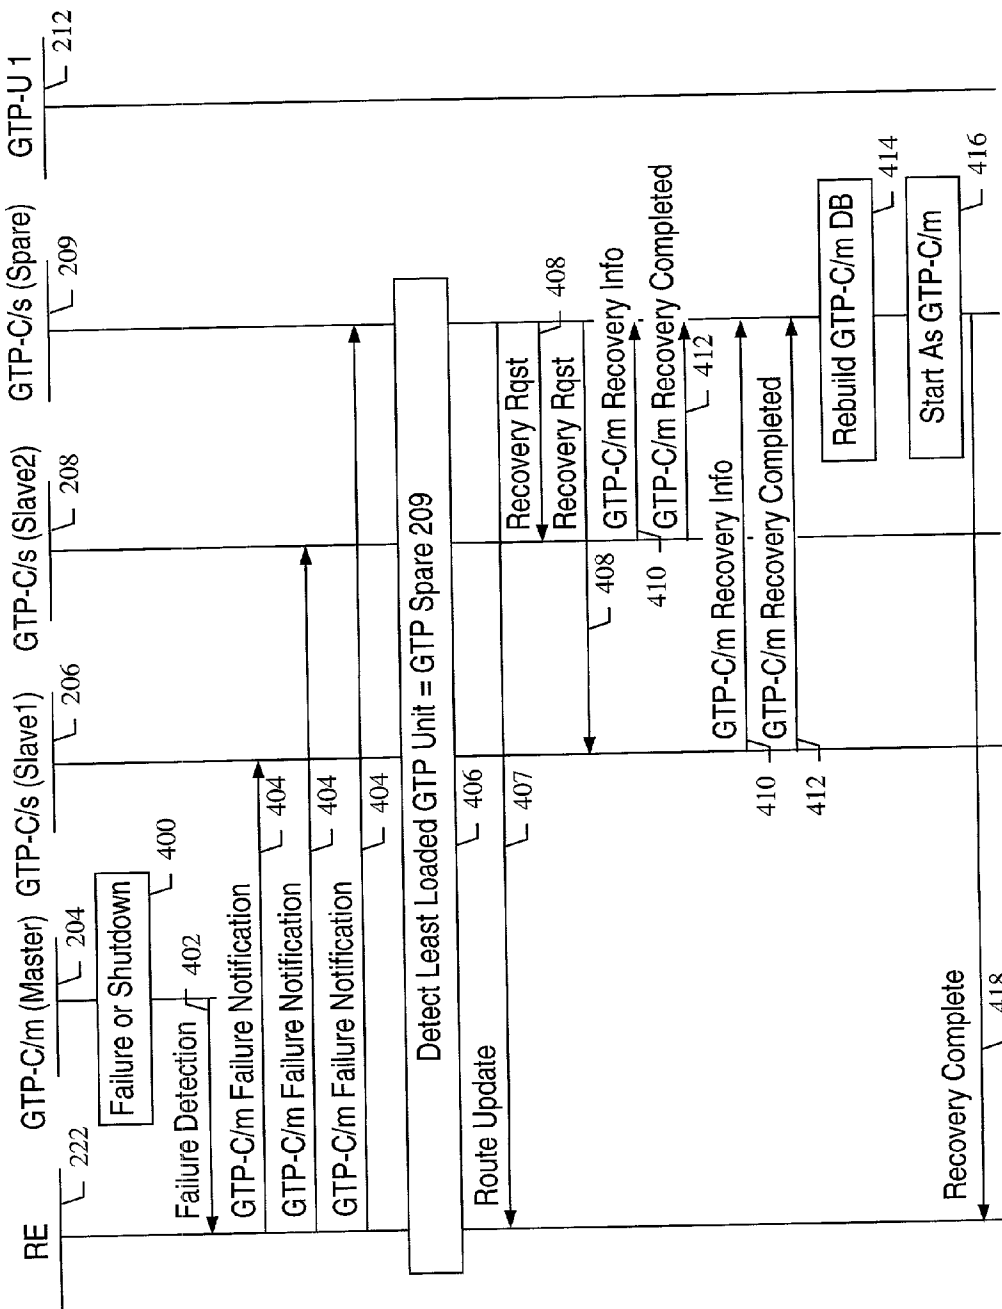 RE
222
GTP-C/m (Master)
204
GTP-C/s (Slave1)
206
GTP-C/s (Slave2)
208
GTP-C/s (Spare)
209
GTP-U 1
212
Failure or Shutdown
400
Failure Detection
402
GTP-C/m Failure Notification
404
GTP-C/m Failure Notification
404
GTP-C/m Failure Notification
404
Detect Least Loaded GTP Unit = GTP Spare 209
406
Route Update
407
Recovery Rqst
408
Recovery Rqst
408
GTP-C/m Recovery Info
410
GTP-C/m Recovery Completed
412
GTP-C/m Recovery Info
410
GTP-C/m Recovery Completed
412
Rebuild GTP-C/m DB
414
Start As GTP-C/m
416
Recovery Complete
418